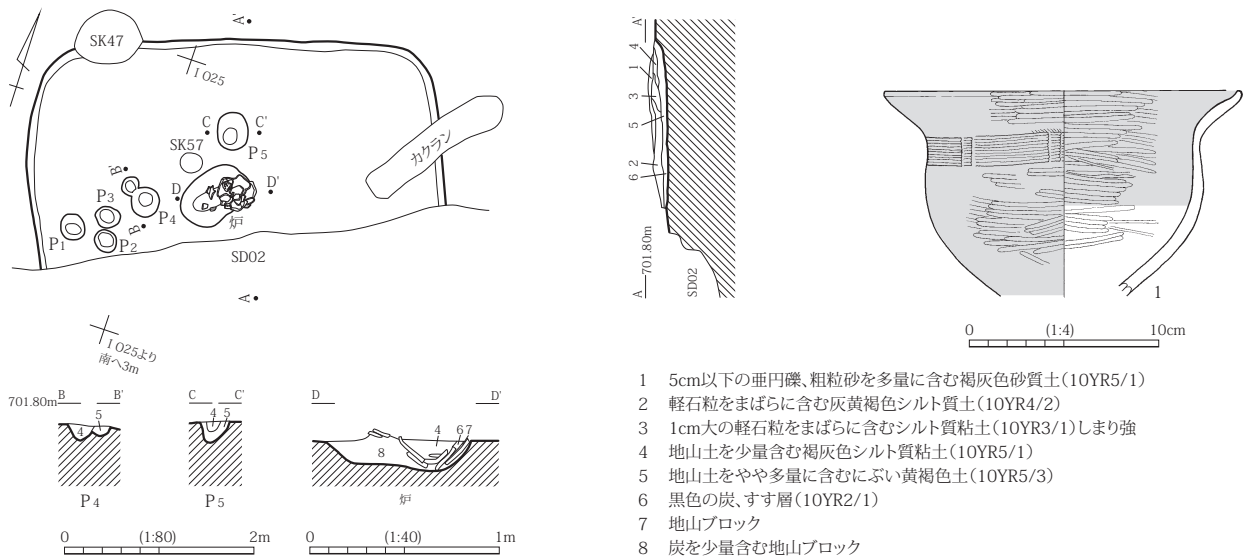 SK47
A'
I O25
C
C'
P5
SK57
カクラン
B'
D
D'
P3
P4
炉
P1
P2
B
SD02
A
I O25より
南へ3m
701.80m
B
B'
C
C'
D
D'
4
5
4
5
4
6
7
8
P4
P5
炉
0
(1:80)
2m
0
(1:40)
1m
A'
4
1
3
5
2
6
701.80m
A
SD02
1
0
(1:4)
10cm
1 5cm以下の亜円礫、粗粒砂を多量に含む褐灰色砂質土(10YR5/1)
2 軽石粒をまばらに含む灰黄褐色シルト質土(10YR4/2)
3 1cm大の軽石粒をまばらに含むシルト質粘土(10YR3/1)しまり強
4 地山土を少量含む褐灰色シルト質粘土(10YR5/1)
5 地山土をやや多量に含むにぶい黄褐色土(10YR5/3)
6 黒色の炭、すす層(10YR2/1)
7 地山ブロック
8 炭を少量含む地山ブロック